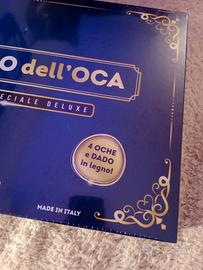 O dell'OCA
ECIALE DELUXE
4 OCHE
e DADO
in legno!
MADE IN ITALY